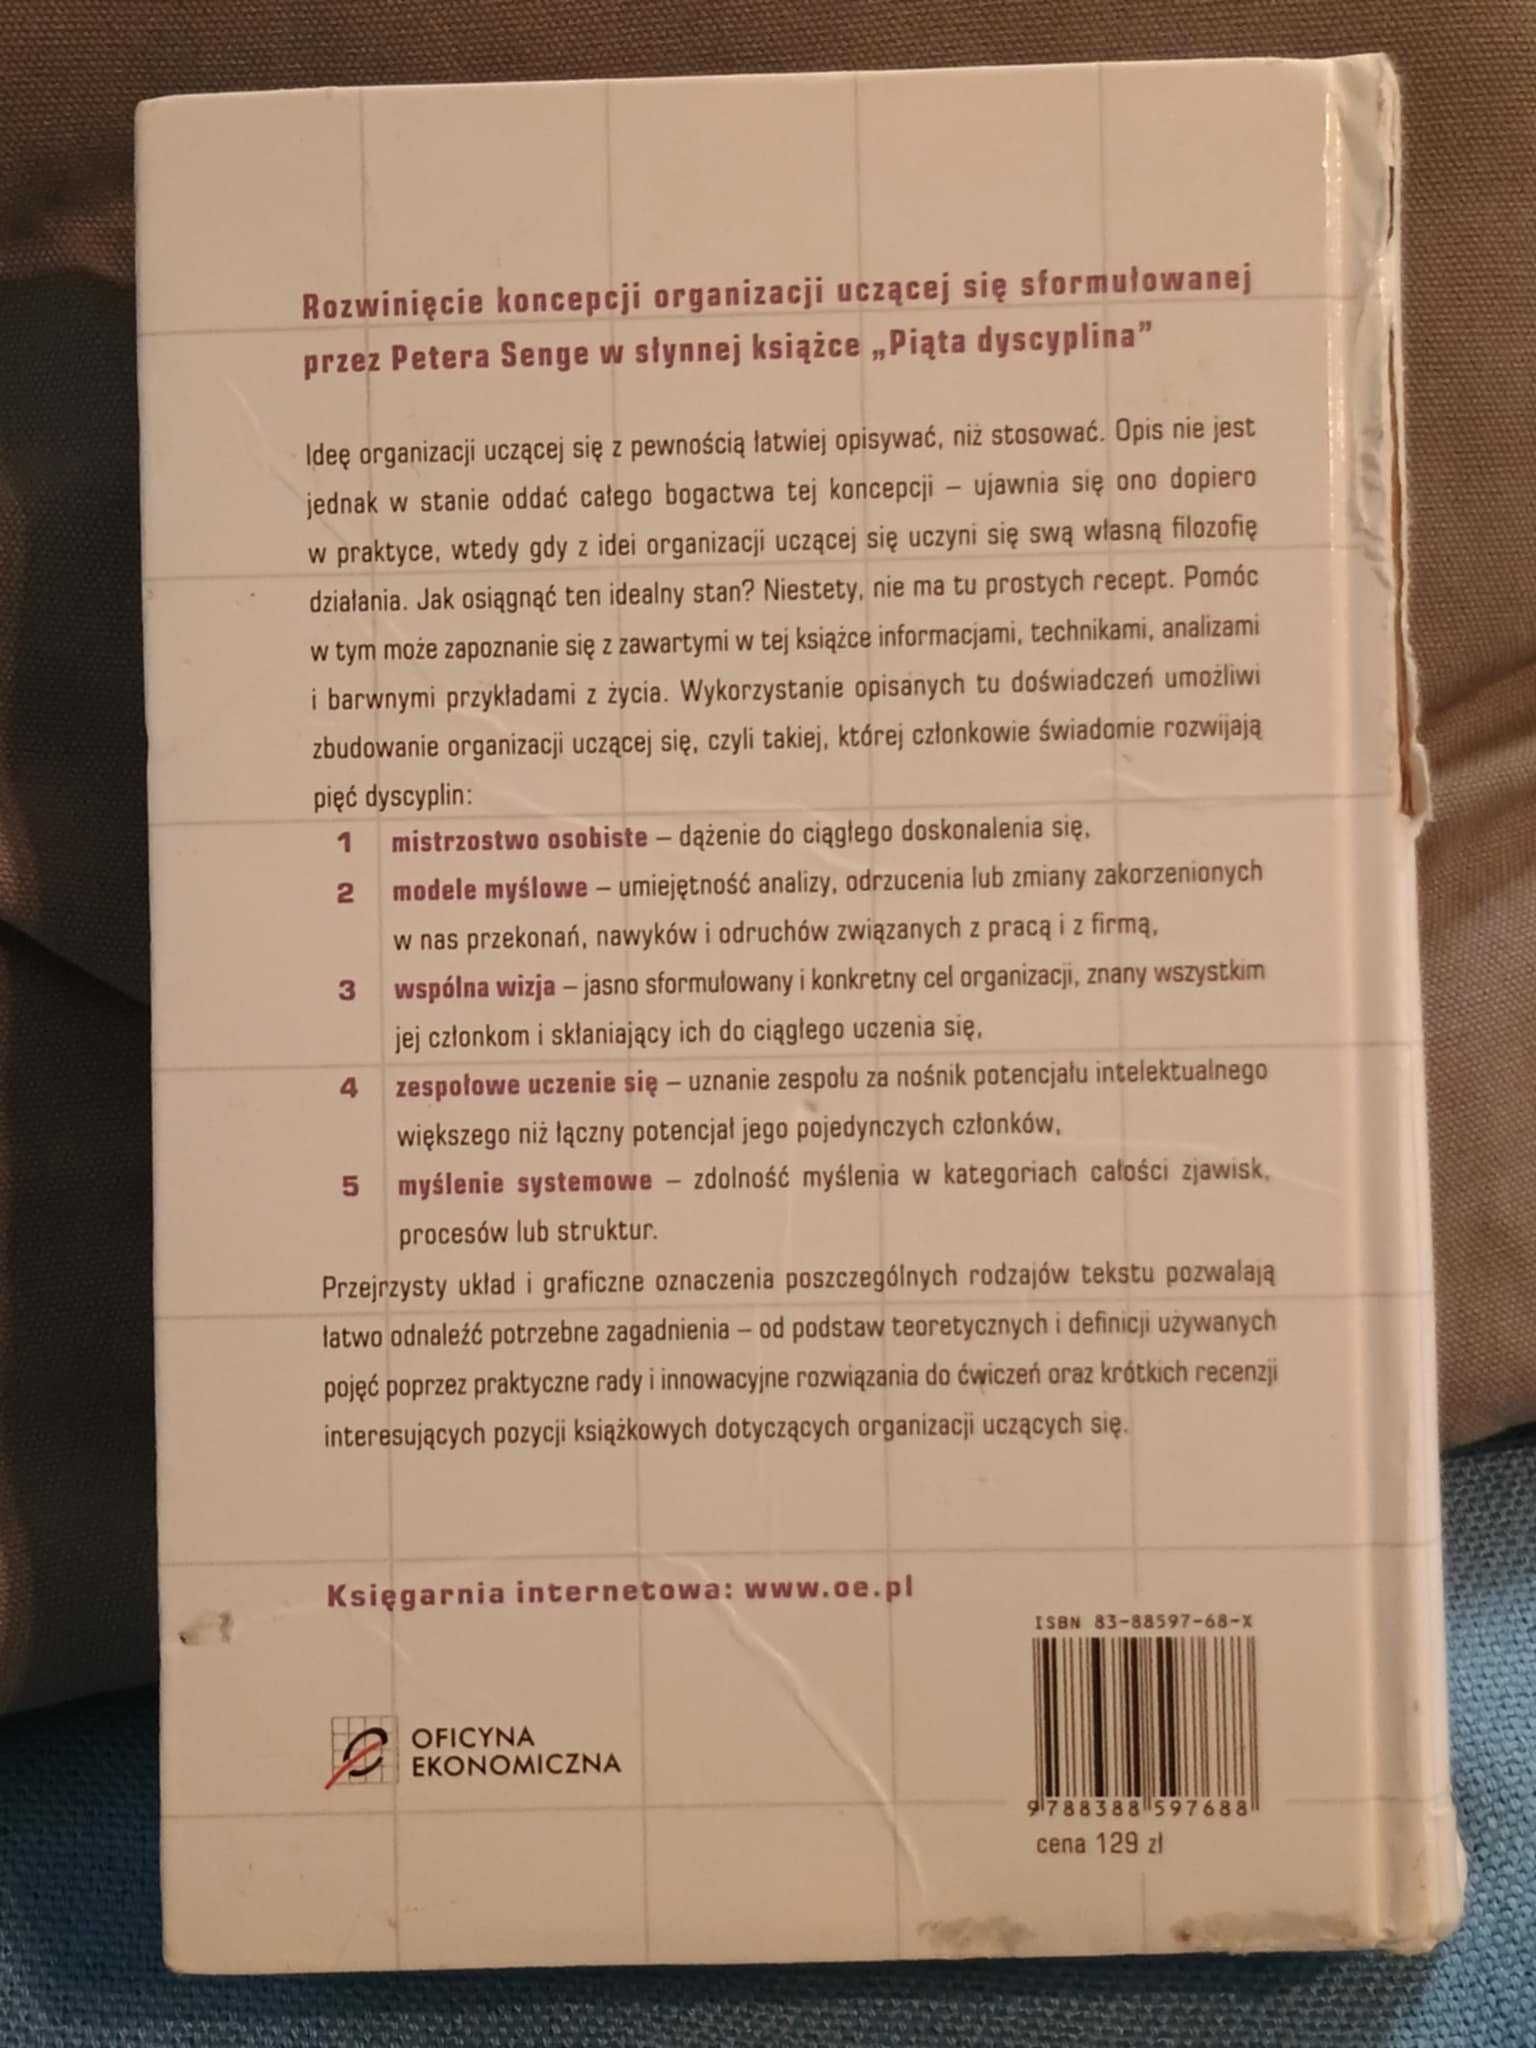 Rozwinięcie koncepcji organizacji uczącej się sformułowanej
przez Petera Senge w słynnej książce „Piąta dyscyplina”
Ideę organizacji uczącej się z pewnością łatwiej opisywać, niż stosować. Opis nie jest
jednak w stanie oddać całego bogactwa tej koncepcji – ujawnia się ono dopiero
w praktyce, wtedy gdy z idei organizacji uczącej się uczyni się swą własną filozofię
działania. Jak osiągnąć ten idealny stan? Niestety, nie ma tu prostych recept. Pomóc
w tym może zapoznanie się z zawartymi w tej książce informacjami, technikami, analizami
i barwnymi przykładami z życia. Wykorzystanie opisanych tu doświadczeń umożliwi
zbudowanie organizacji uczącej się, czyli takiej, której członkowie świadomie rozwijają
pięć dyscyplin:
1 mistrzostwo osobiste – dążenie do ciągłego doskonalenia się,
2 modele myślowe – umiejętność analizy, odrzucenia lub zmiany zakorzenionych
w nas przekonań, nawyków i odruchów związanych z pracą i z firmą,
3 wspólna wizja – jasno sformułowany i konkretny cel organizacji, znany wszystkim
jej członkom i skłaniający ich do ciągłego uczenia się,
4 zespołowe uczenie się – uznanie zespołu za nośnik potencjału intelektualnego
większego niż łączny potencjał jego pojedynczych członków,
5 myślenie systemowe – zdolność myślenia w kategoriach całości zjawisk,
procesów lub struktur.
Przejrzysty układ i graficzne oznaczenia poszczególnych rodzajów tekstu pozwalają
łatwo odnaleźć potrzebne zagadnienia – od podstaw teoretycznych i definicji używanych
pojęć poprzez praktyczne rady i innowacyjne rozwiązania do ćwiczeń oraz krótkich recenzji
interesujących pozycji książkowych dotyczących organizacji uczących się.
Księgarnia internetowa: www.oe.pl
ISBN 83-88597-68-X
OFICYNA
EKONOMICZNA
9 788388 597688
cena 129 zł